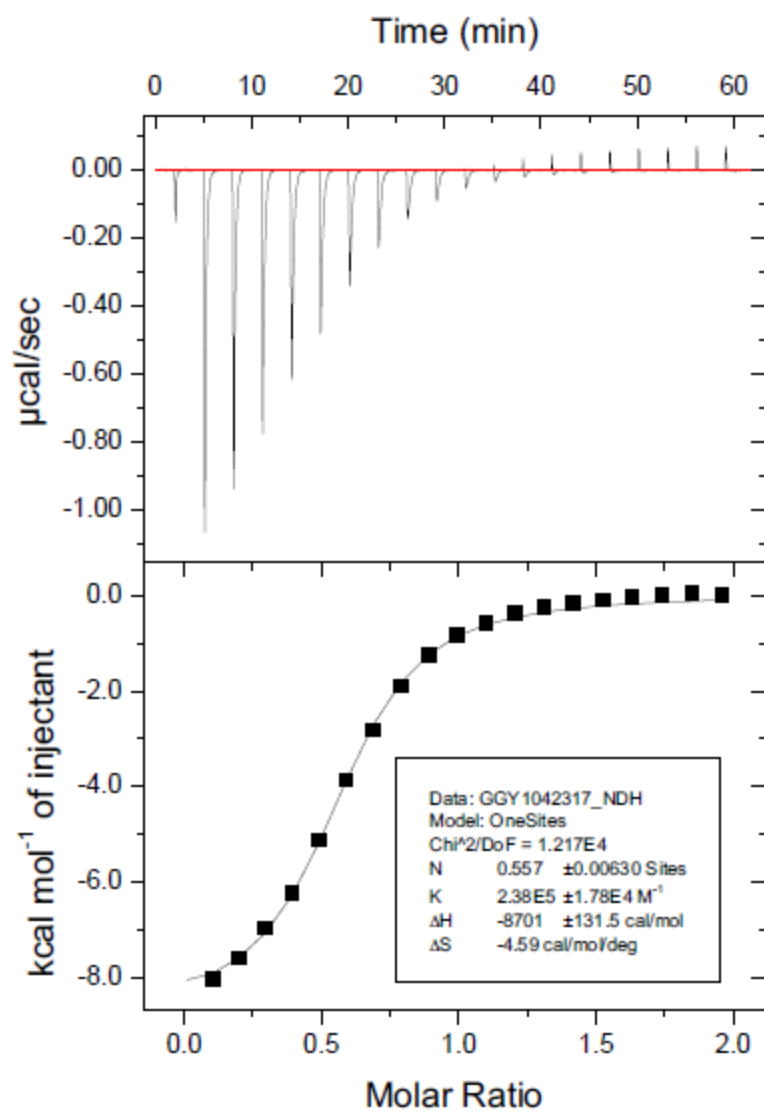 Time (min)
0 10 20 30 40 50 60
0.00
-0.20
-0.40
-0.60
-0.80
-1.00
µcal/sec
0.0
-2.0
-4.0
-6.0
-8.0
kcal mol⁻¹ of injectant
Data: GGY1042317_NDH
Model: OneSites
Chi^2/DoF = 1.217E4
N 0.557 ±0.00630 Sites
K 2.38E5 ±1.78E4 M⁻¹
ΔH -8701 ±131.5 cal/mol
ΔS -4.59 cal/mol/deg
0.0 0.5 1.0 1.5 2.0
Molar Ratio